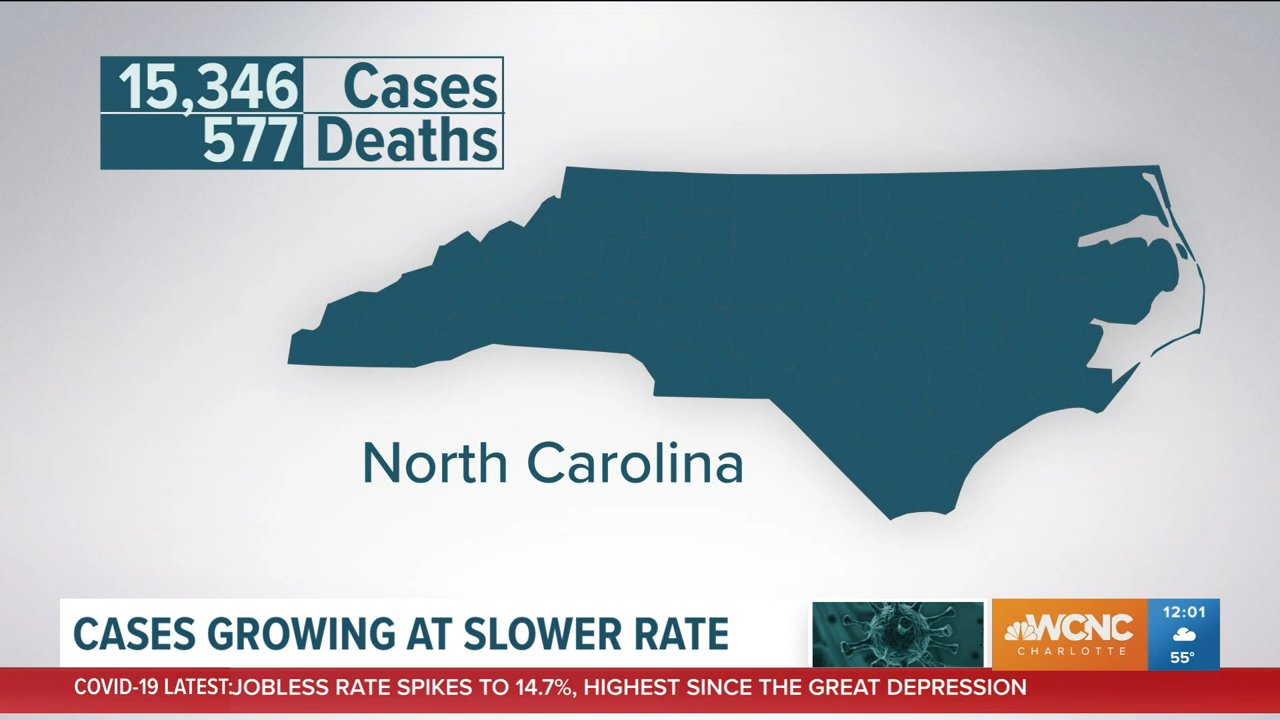 15,346 Cases
577 Deaths
North Carolina
CASES GROWING AT SLOWER RATE
WCNC
CHARLOTTE
12:01
55°
COVID-19 LATEST: JOBLESS RATE SPIKES TO 14.7%, HIGHEST SINCE THE GREAT DEPRESSION